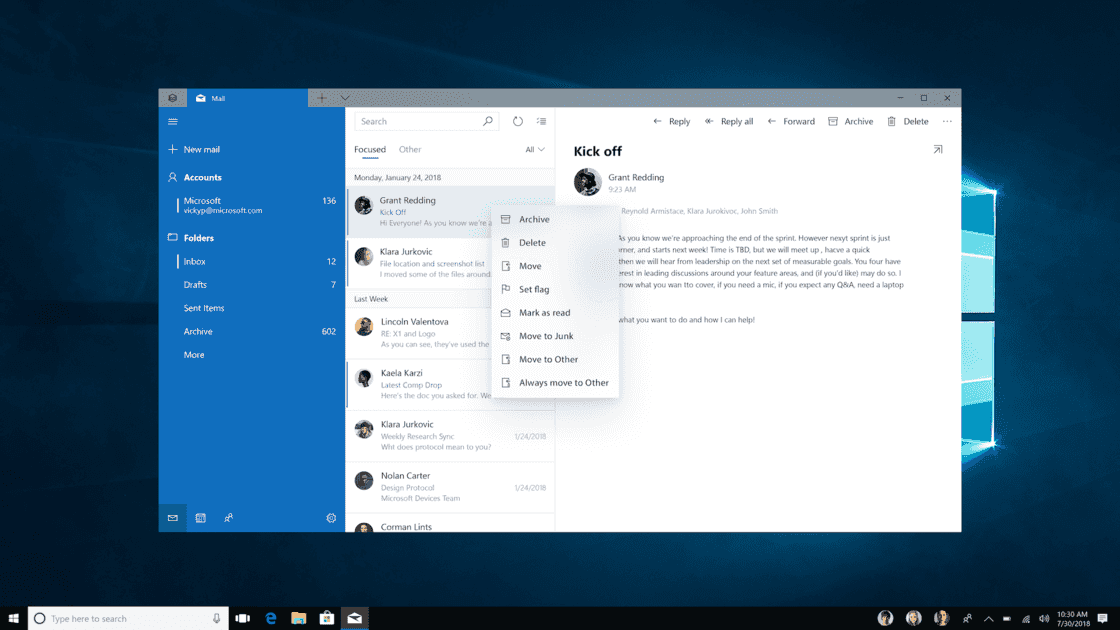 Mail
New mail
Accounts
Microsoft 136
vickyp@microsoft.com
Folders
Inbox 12
Drafts 7
Sent Items
Archive 602
More
Search
Focused Other All
Monday, January 24, 2018
Grant Redding
Kick Off
Hi Everyone! As you know we're a
Klara Jurkovic
File location and screenshot list
I moved some of the files around
Last Week
Lincoln Valentova
RE: X1 and Logo
As you can see, they've used the
Kaela Karzi
Latest Comp Drop
Here's the doc you asked for. We
Klara Jurkovic
Weekly Research Sync 1/24/2018
Wht does protocol mean to you?
Nolan Carter
Design Protocol 1/24/2018
Microsoft Devices Team
Corman Lints
Archive
Delete
Move
Set flag
Mark as read
Move to Junk
Move to Other
Always move to Other
Reply Reply all Forward Archive Delete
Kick off
Grant Redding
9:23 AM
Reynold Armistace, Klara Jurokivoc, John Smith
As you know we're approaching the end of the sprint. However nexyt sprint is just
rner, and starts next week! Time is TBD, but we will meet up , hacve a quick
then we will hear from leadership on the next set of measurable goals. You four have
erest in leading discussions around your feature areas, and (if you'd like) may do so. I
now what you wan tto cover, if you need a mic, if you expect any Q&A, need a laptop
what you want to do and how I can help!
Type here to search
10:30 AM
7/30/2018